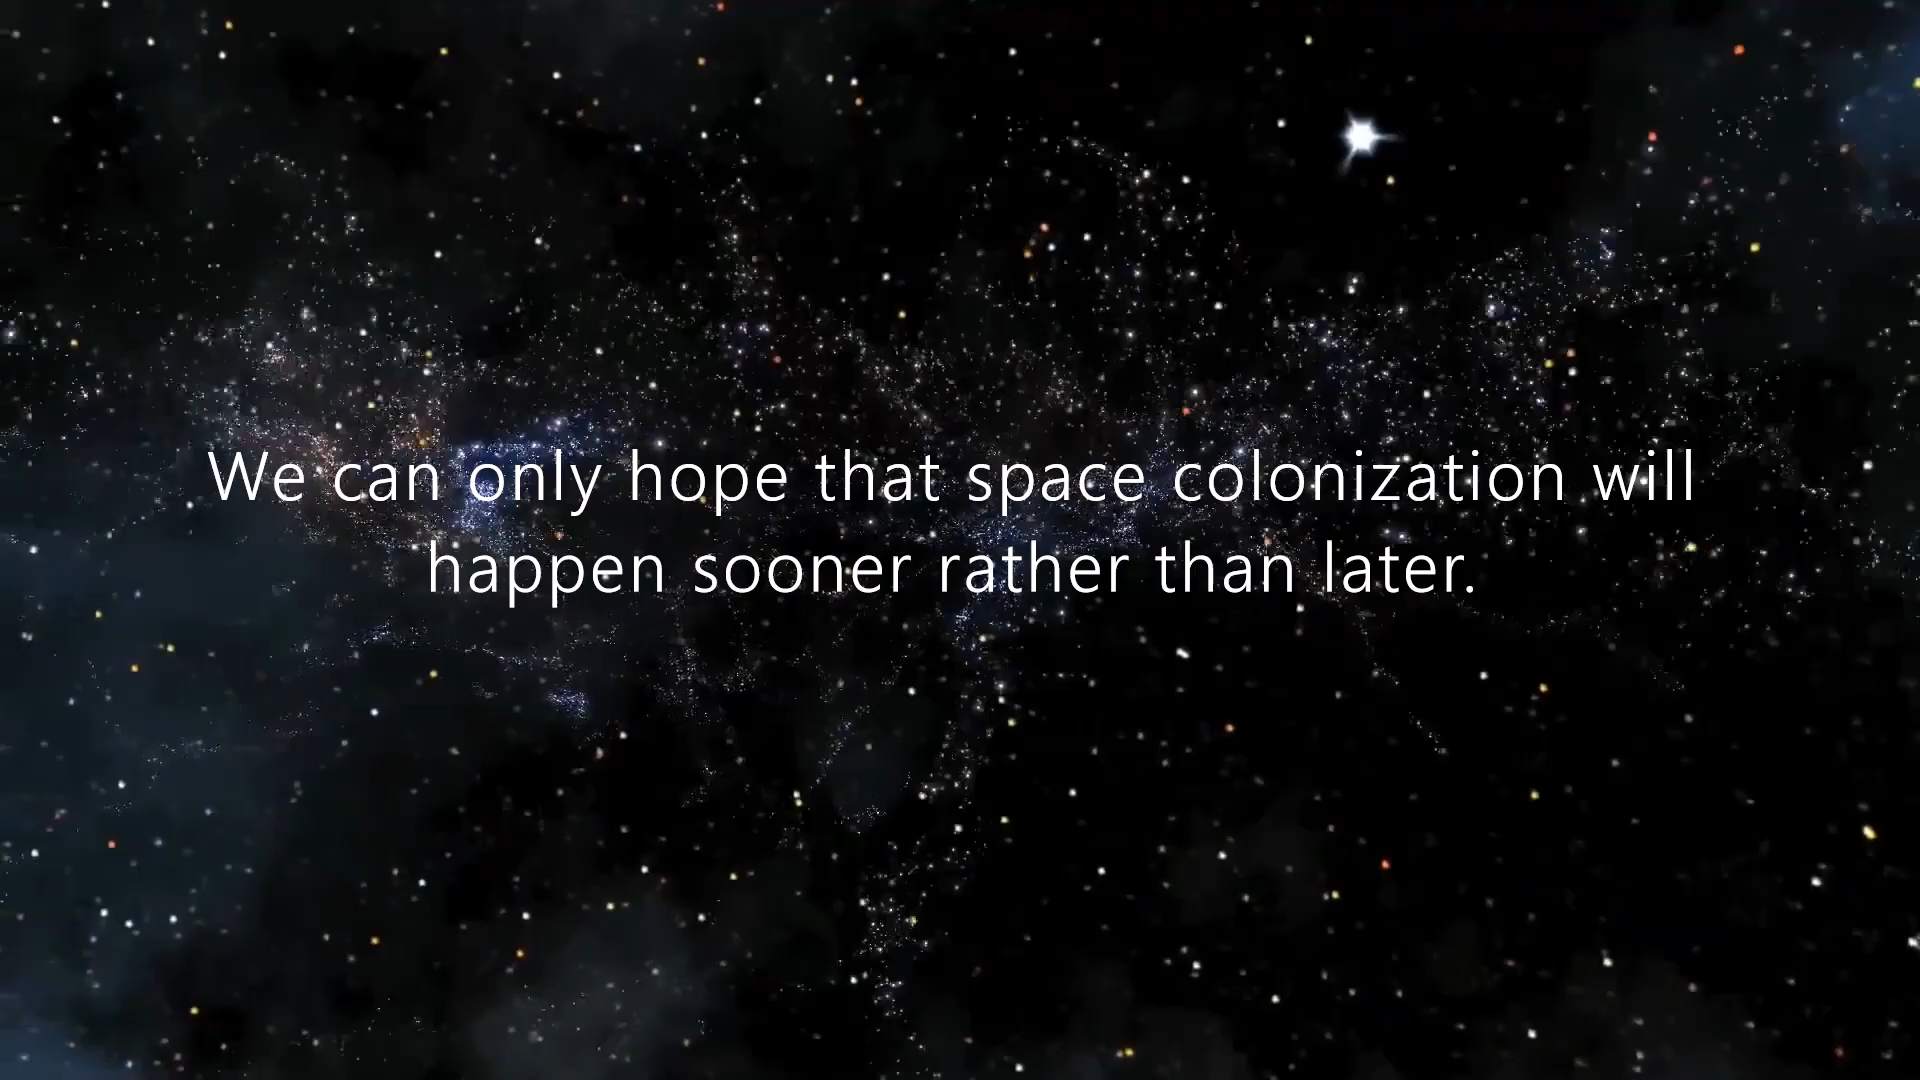 We can only hope that space colonization will
happen sooner rather than later.